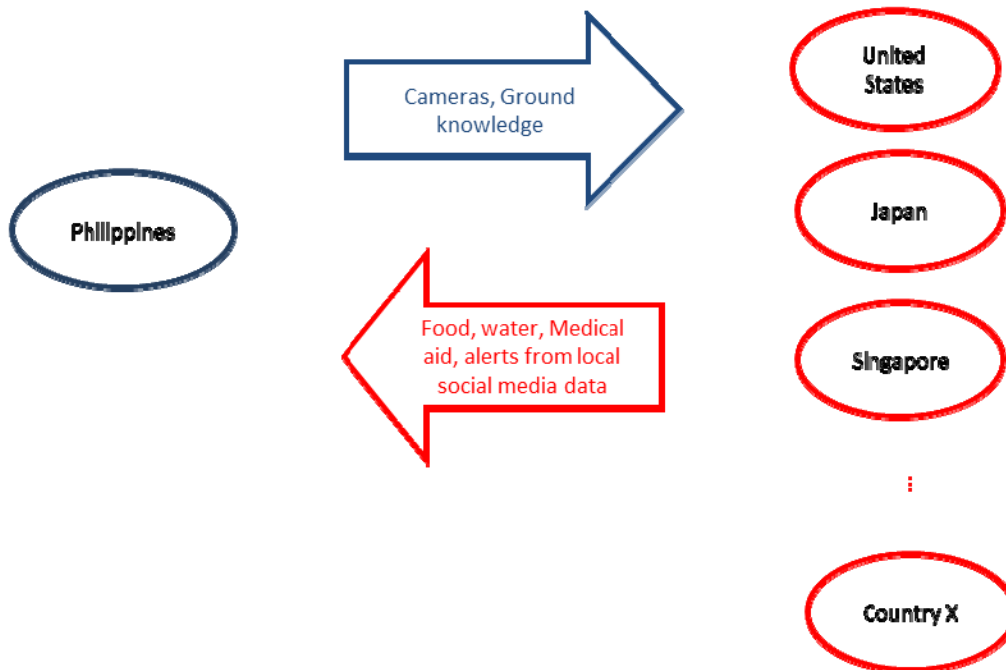 Cameras, Ground
knowledge
United
States
Philippines
Japan
Food, water, Medical
aid, alerts from local
social media data
Singapore
⋮
Country X